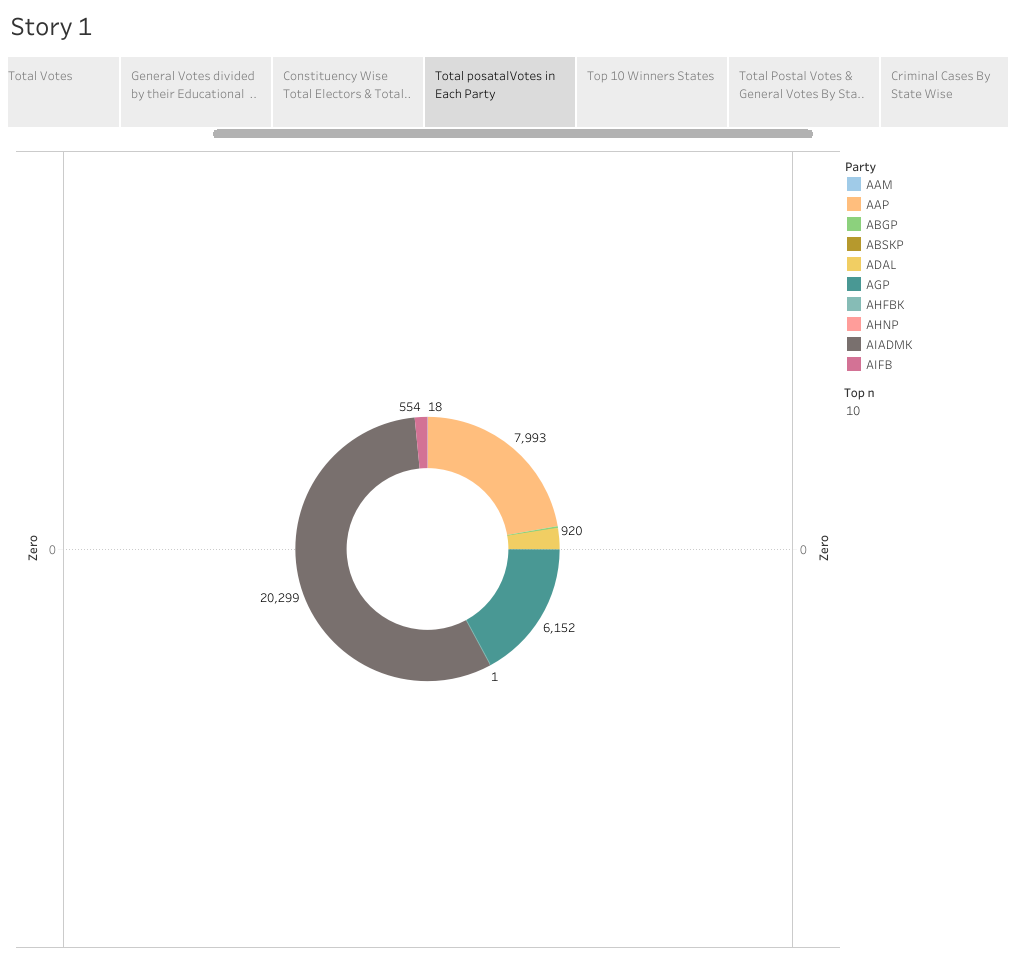 Story 1
Total Votes
General Votes divided
by their Educational ..
Constituency Wise
Total Electors & Total..
Total posatalVotes in
Each Party
Top 10 Winners States
Total Postal Votes &
General Votes By Sta..
Criminal Cases By
State Wise
Party
AAM
AAP
ABGP
ABSKP
ADAL
AGP
AHFBK
AHNP
AIADMK
AIFB
Top n
10
554 18
7,993
920
Zero 0
0 Zero
20,299
6,152
1